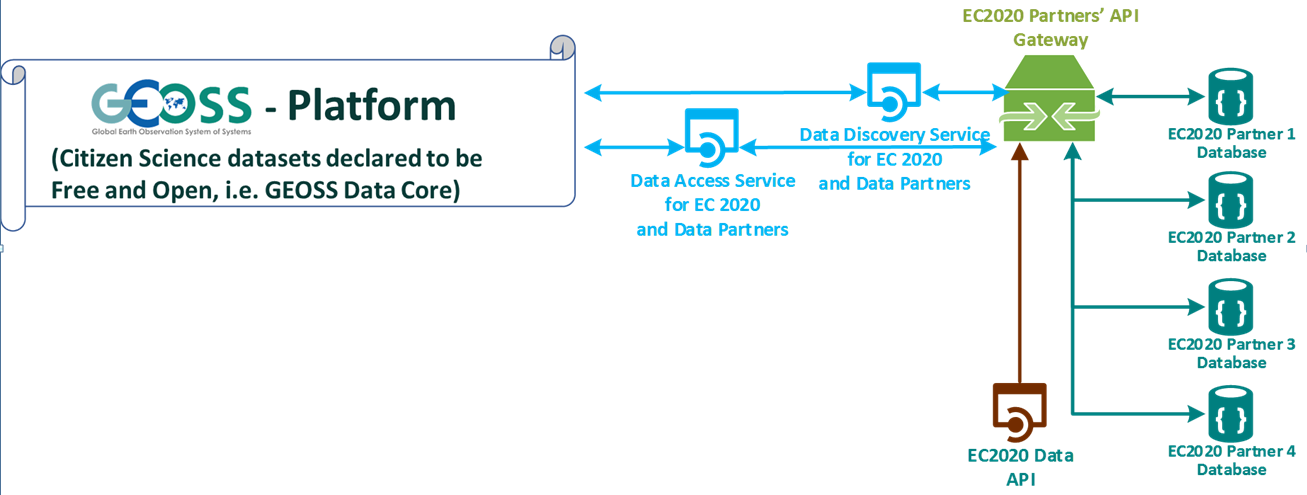 EC2020 Partners' API
Gateway
GEOSS - Platform
Global Earth Observation System of Systems
(Citizen Science datasets declared to be
Free and Open, i.e. GEOSS Data Core)
Data Discovery Service
for EC 2020
and Data Partners
Data Access Service
for EC 2020
and Data Partners
{ }
EC2020 Partner 1
Database
{ }
EC2020 Partner 2
Database
{ }
EC2020 Partner 3
Database
{ }
EC2020 Partner 4
Database
EC2020 Data
API